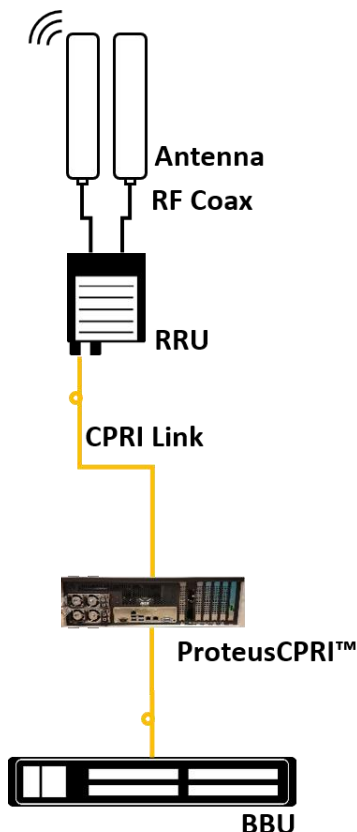 Antenna
RF Coax
RRU
CPRI Link
ProteusCPRI™
BBU